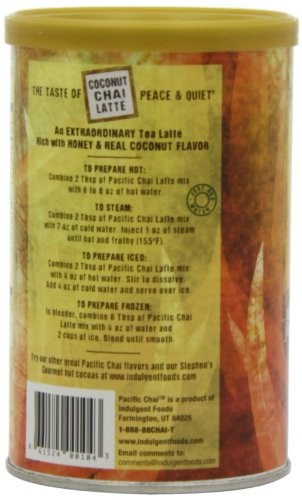 THE TASTE OF
COCONUT
CHAI
LATTE
PEACE & QUIET®
An EXTRAORDINARY Tea Latté
Rich with HONEY & REAL COCONUT FLAVOR
TO PREPARE HOT:
Combine 2 Tbsp of Pacific Chai Latte mix
with 6 to 8 oz of hot water.
TO STEAM:
Combine 2 Tbsp of Pacific Chai Latte mix
with 2 oz of cold water. Inject 1 oz of steam
until hot and frothy (155°F).
TO PREPARE ICED:
Combine 2 Tbsp of Pacific Chai Latte mix
with 4 oz of hot water. Stir to dissolve.
Add 4 oz of cold water and serve over ice.
TO PREPARE FROZEN:
In blender, combine 6 Tbsp of Pacific Chai
Latte mix with 4 oz of water and
2 cups of ice. Blend until smooth
JUST ADD
WATER
Try our other great Pacific Chai flavors and our Stephen's
Gourmet hot cocoas at www.indulgentfoods.com
Pacific Chai™ is a product of
Indulgent Foods
Farmington, UT 84025
1-888-88CHAI-T
www.indulgentfoods.com
Email comments to
comments@indulgentfoods.com
61524 00104